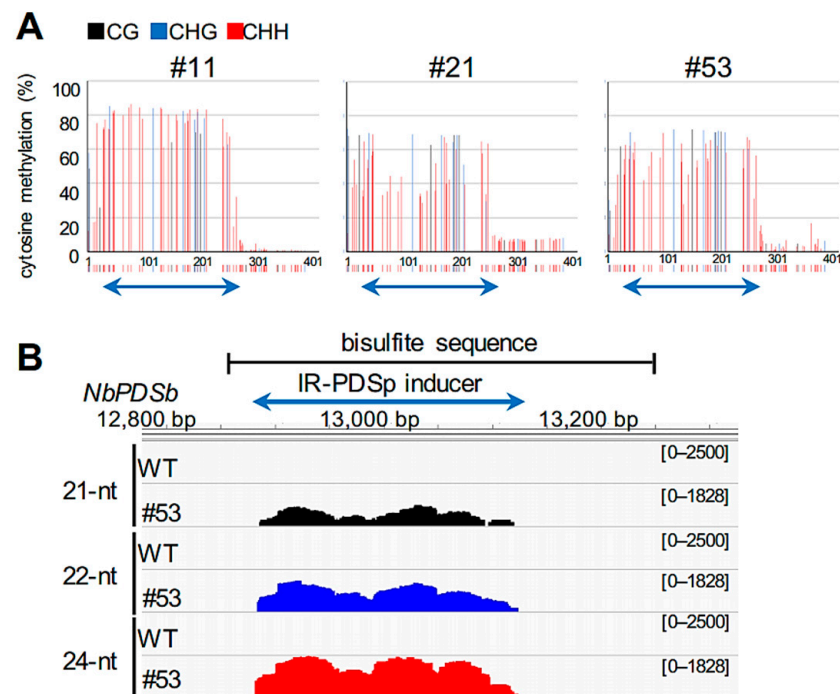 A
CG CHG CHH
#11 #21 #53
cytosine methylation (%)
100
80
60
40
20
0
1 101 201 301 401 1 101 201 301 401 1 101 201 301 401
B
bisulfite sequence
NbPDSb IR-PDSp inducer
12,800 bp 13,000 bp 13,200 bp
WT [0–2500]
21-nt
#53 [0–1828]
WT [0–2500]
22-nt
#53 [0–1828]
WT [0–2500]
24-nt
#53 [0–1828]